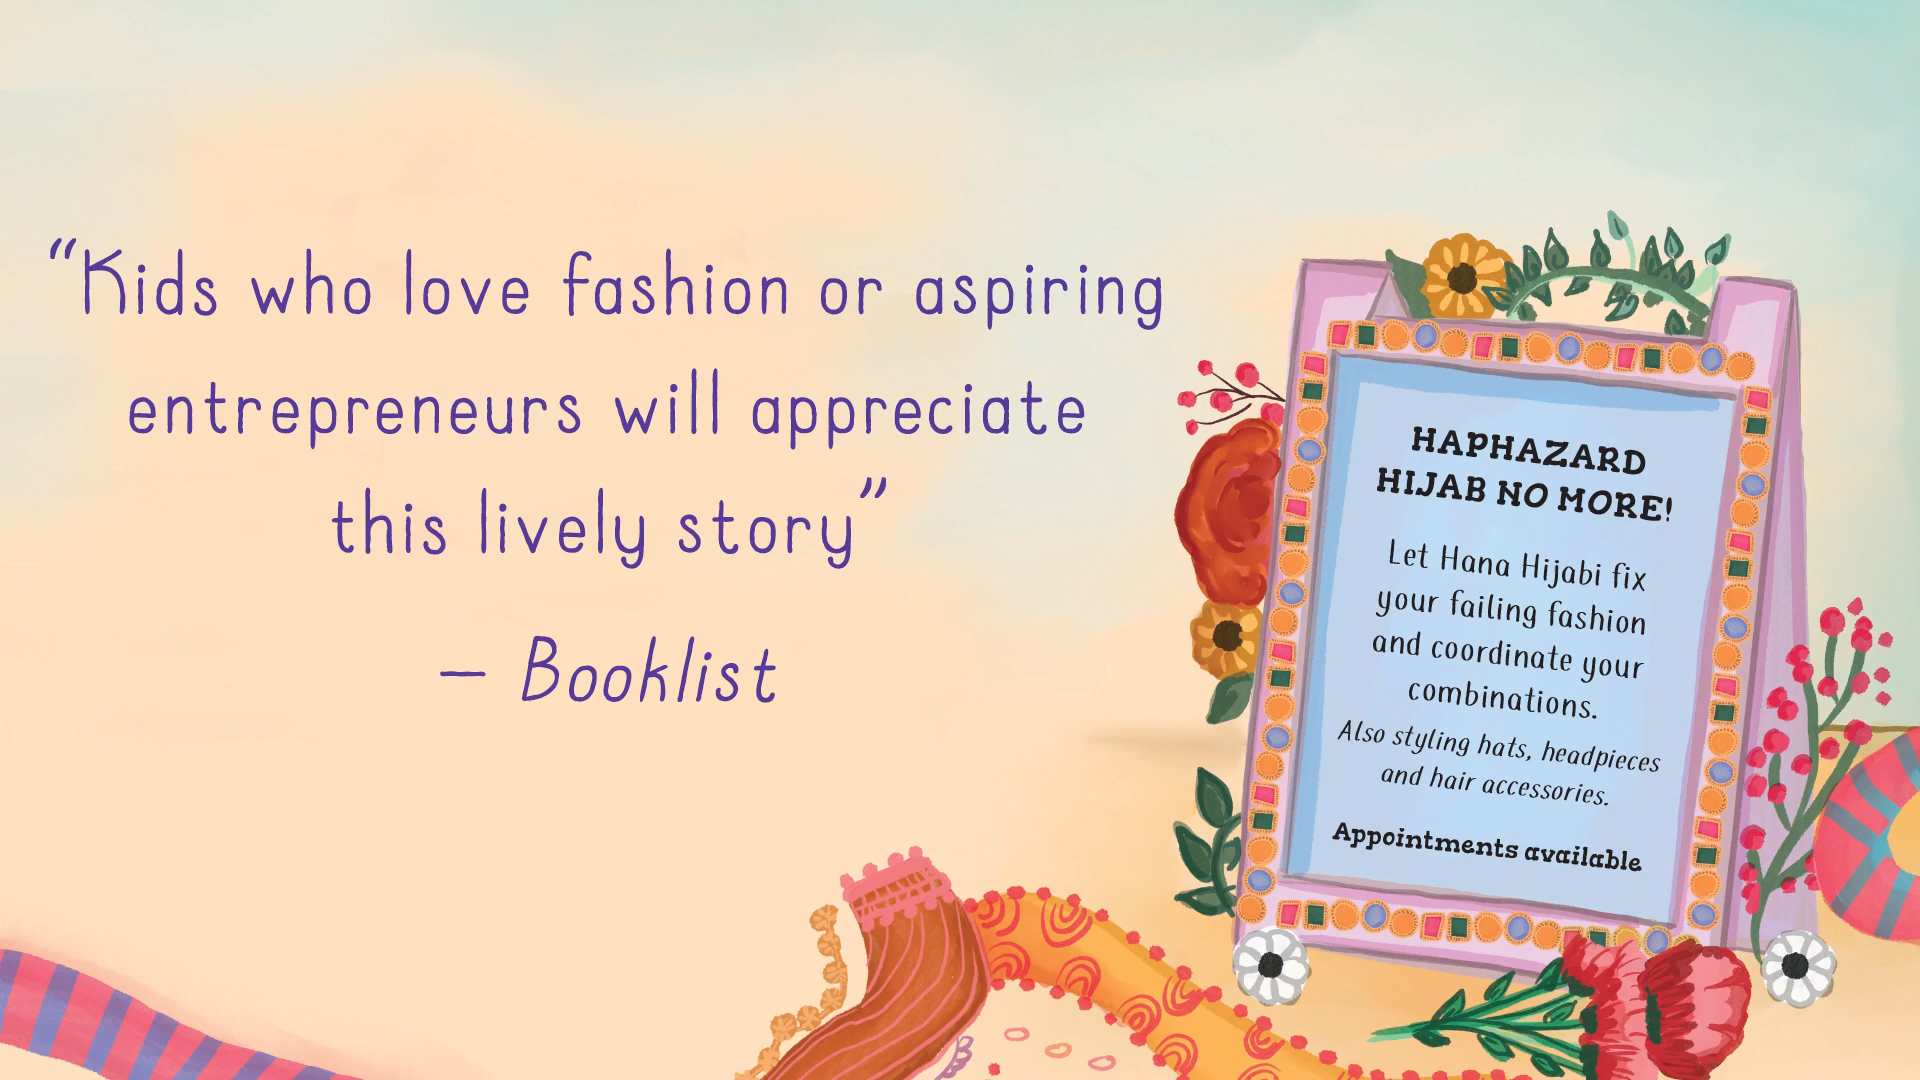 “Kids who love fashion or aspiring
entrepreneurs will appreciate
this lively story”
– Booklist
HAPHAZARD
HIJAB NO MORE!
Let Hana Hijabi fix
your failing fashion
and coordinate your
combinations.
Also styling hats, headpieces
and hair accessories.
Appointments available